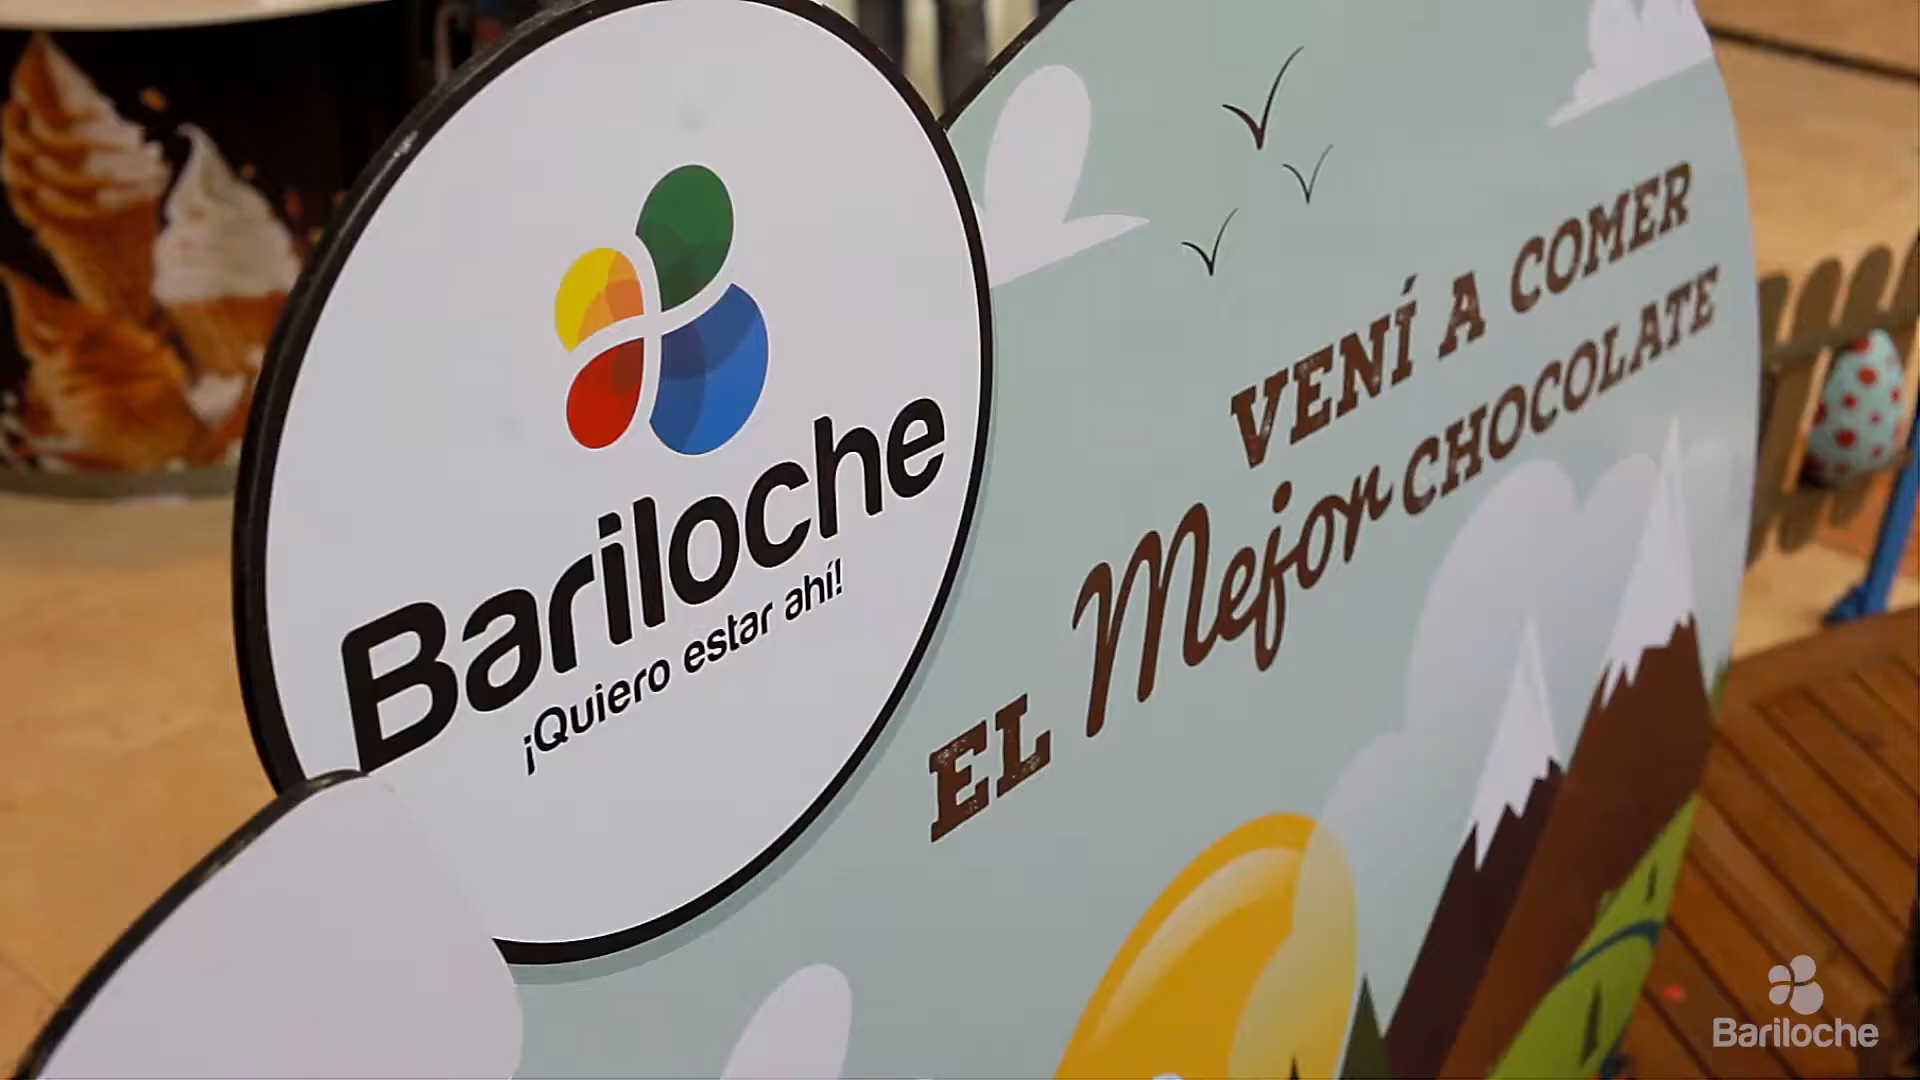 Bariloche
¡Quiero estar ahí!
VENÍ A COMER
EL Mejor CHOCOLATE
Bariloche